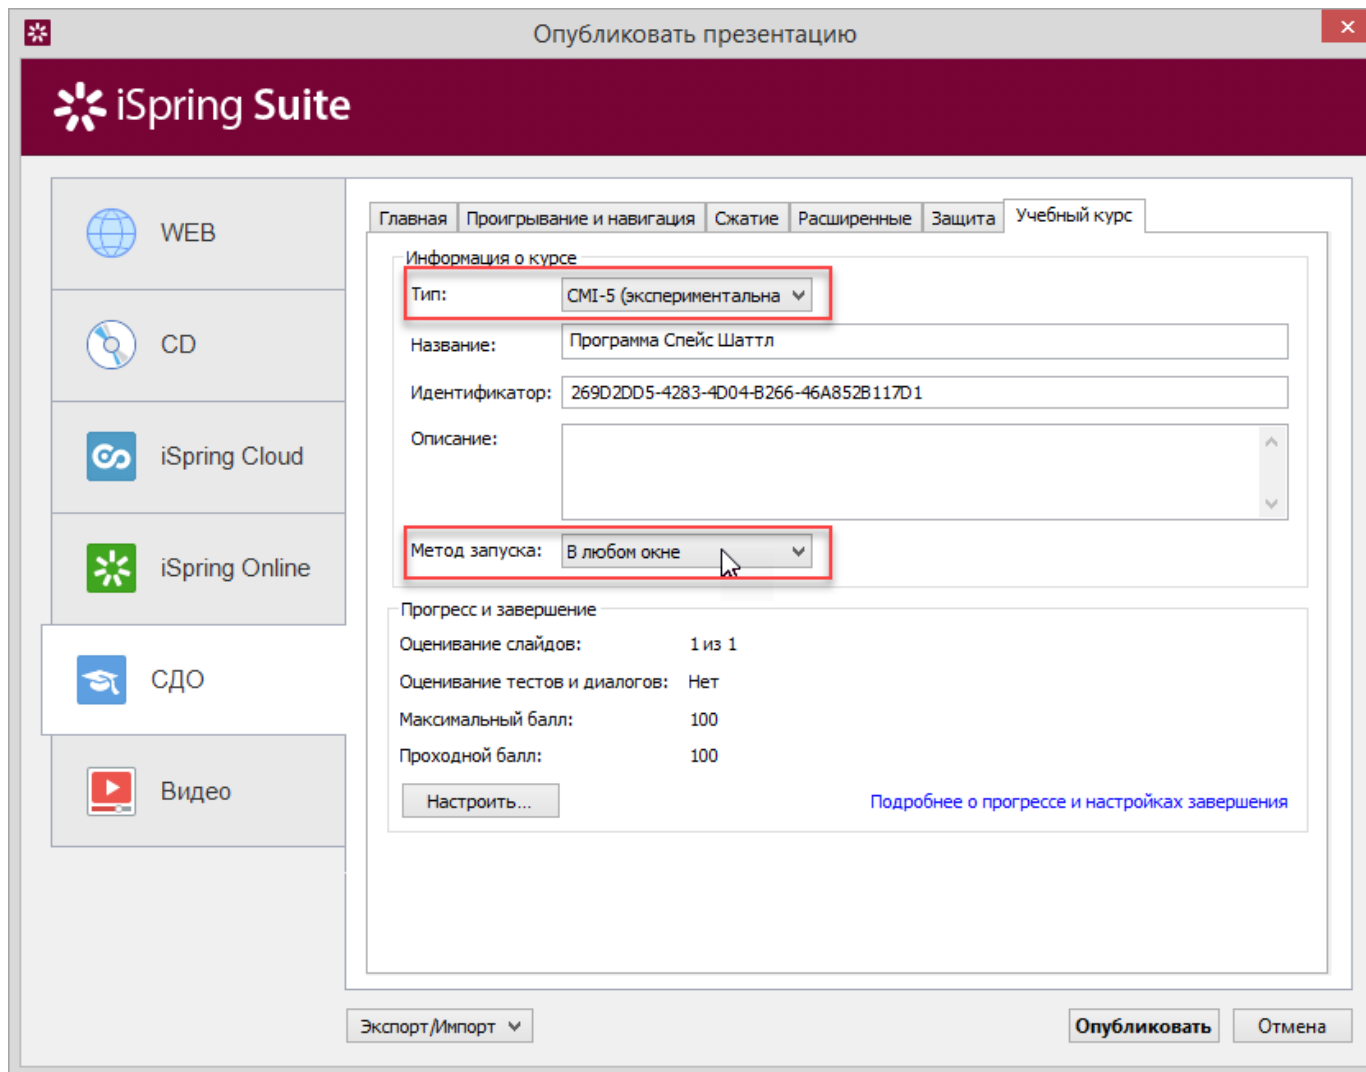 Опубликовать презентацию
iSpring Suite
WEB
CD
iSpring Cloud
iSpring Online
СДО
Видео
Главная Проигрывание и навигация Сжатие Расширенные Защита Учебный курс
Информация о курсе
Тип: CMI-5 (экспериментальна
Название: Программа Спейс Шаттл
Идентификатор: 269D2DD5-4283-4D04-B266-46A852B117D1
Описание:
Метод запуска: В любом окне
Прогресс и завершение
Оценивание слайдов: 1 из 1
Оценивание тестов и диалогов: Нет
Максимальный балл: 100
Проходной балл: 100
Настроить... Подробнее о прогрессе и настройках завершения
Экспорт/Импорт Опубликовать Отмена